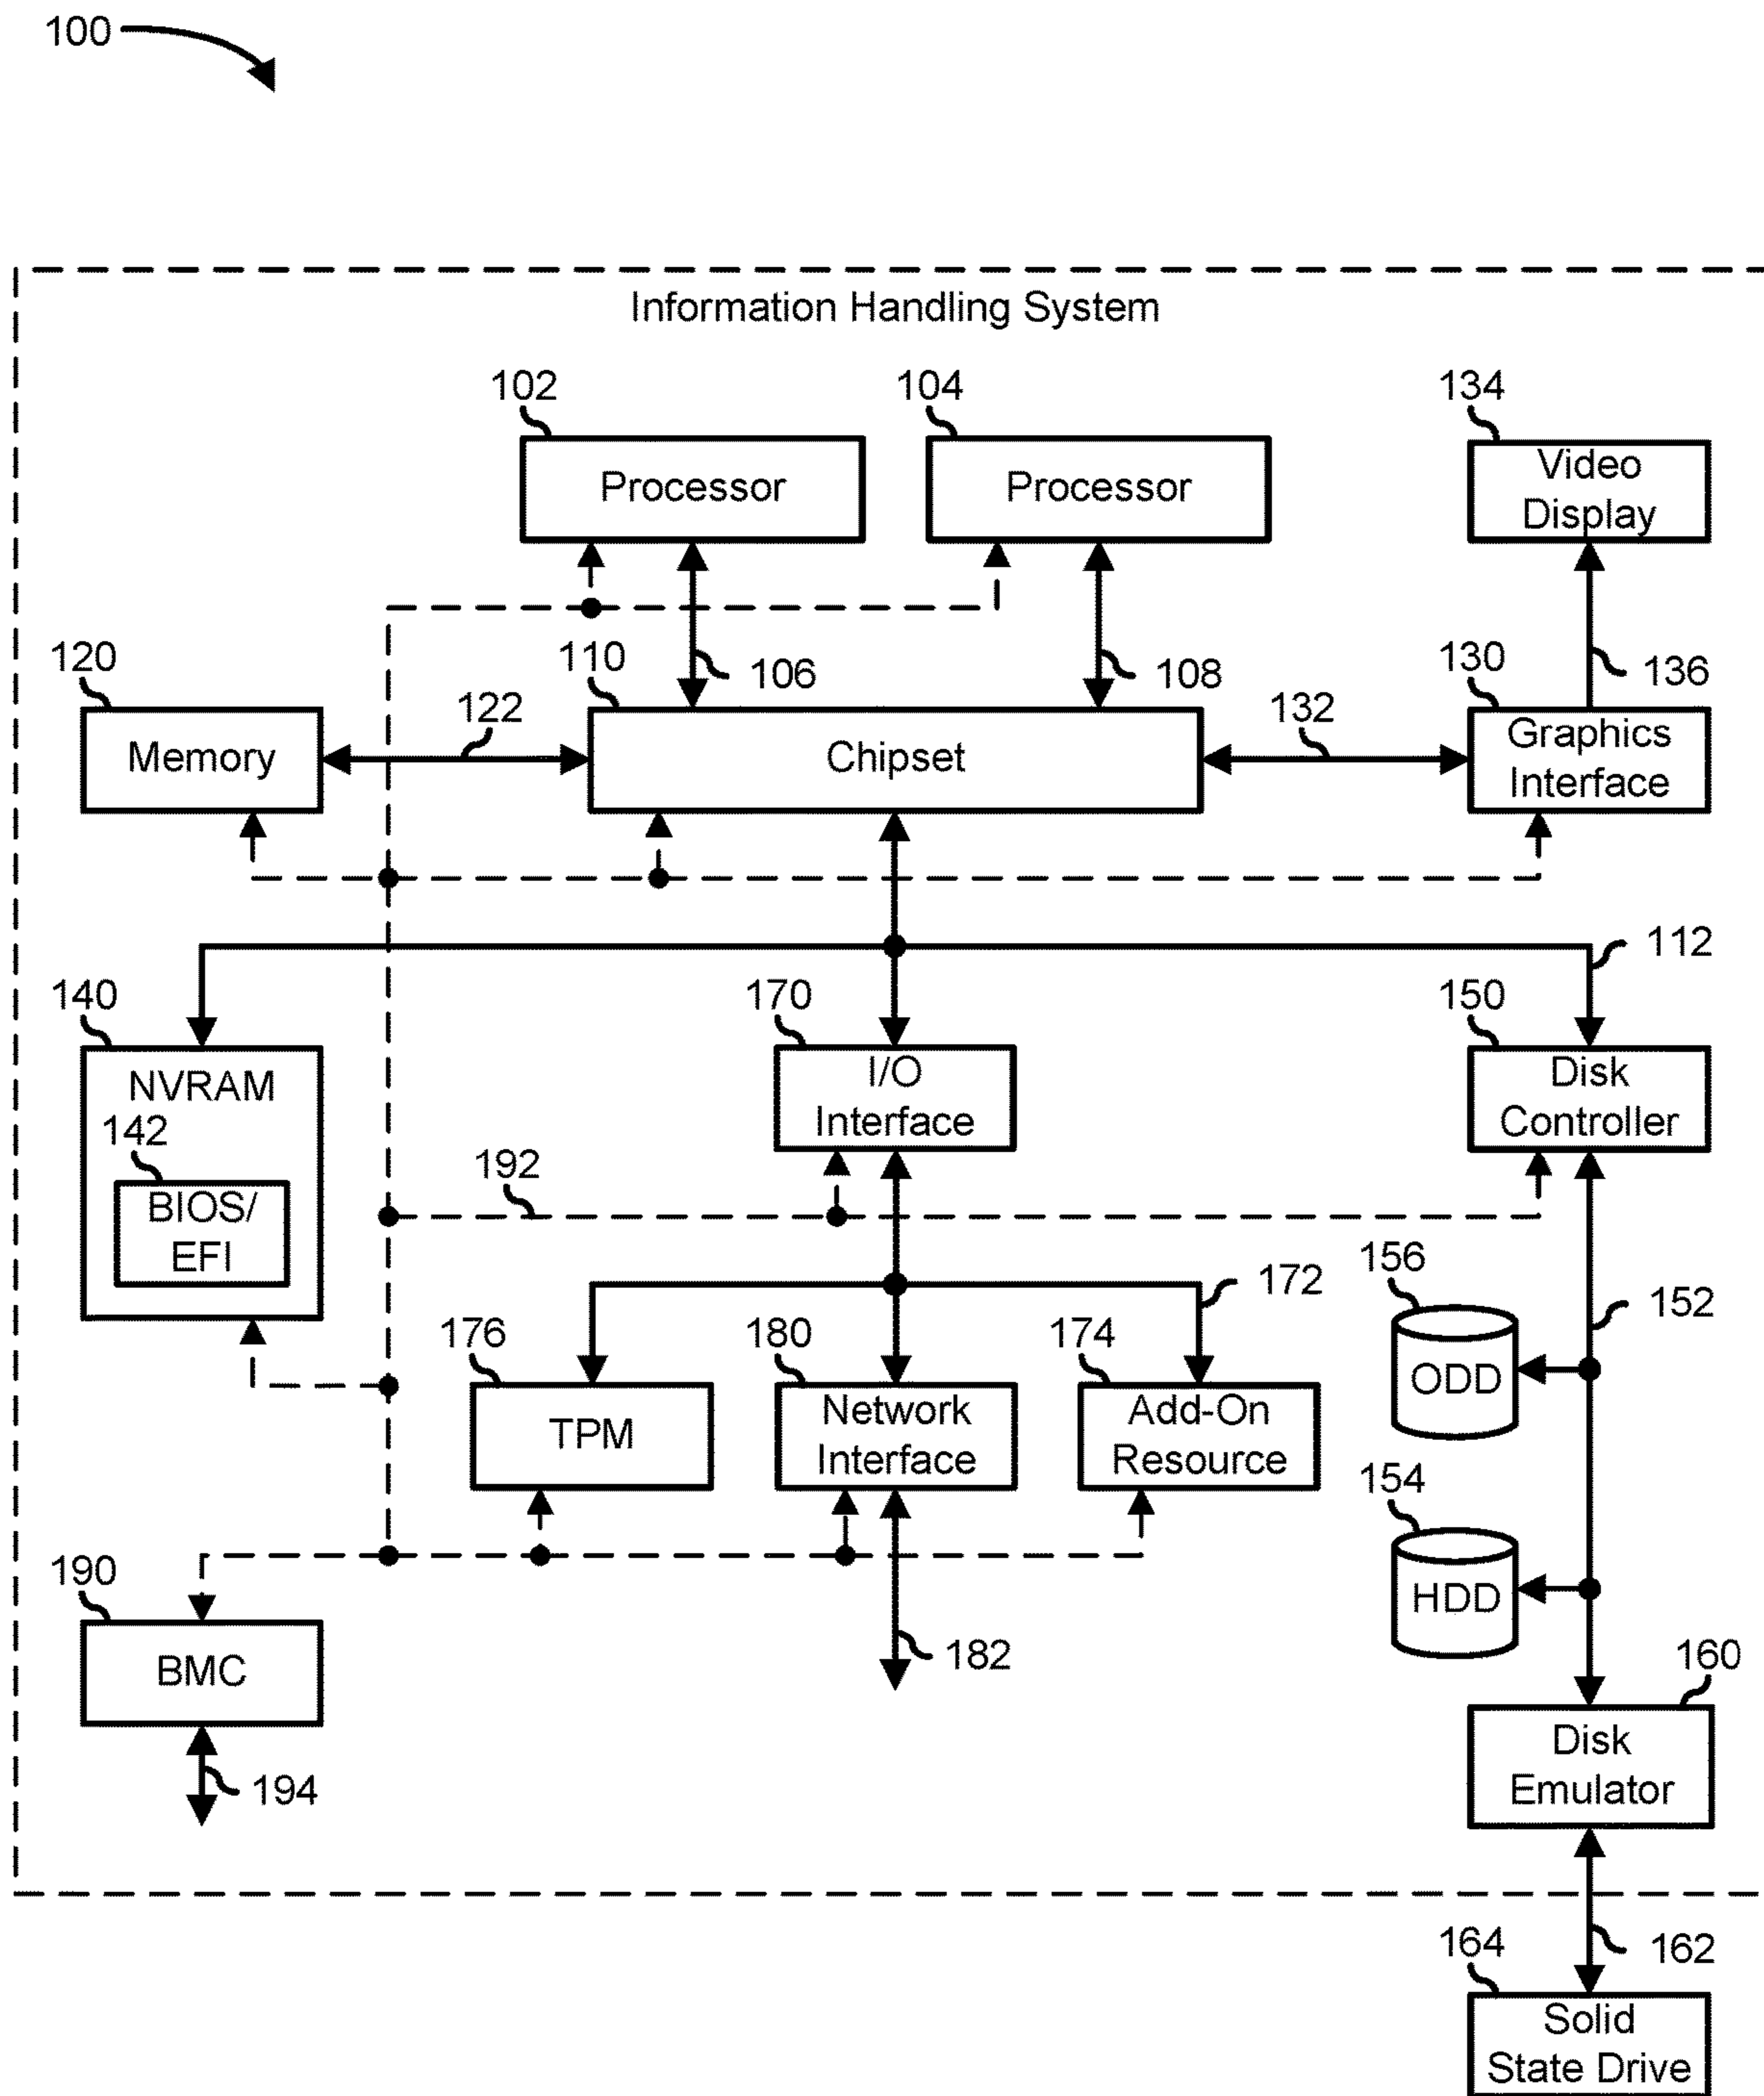 100
Information Handling System
102
104
134
Processor
Processor
Video
Display
120
110
106
108
130
136
122
132
Memory
Chipset
Graphics
Interface
112
140
170
150
NVRAM
I/O
Interface
Disk
Controller
142
BIOS/
EFI
192
156
172
152
176
180
174
ODD
TPM
Network
Interface
Add-On
Resource
154
HDD
190
BMC
182
160
194
Disk
Emulator
164
162
Solid
State Drive